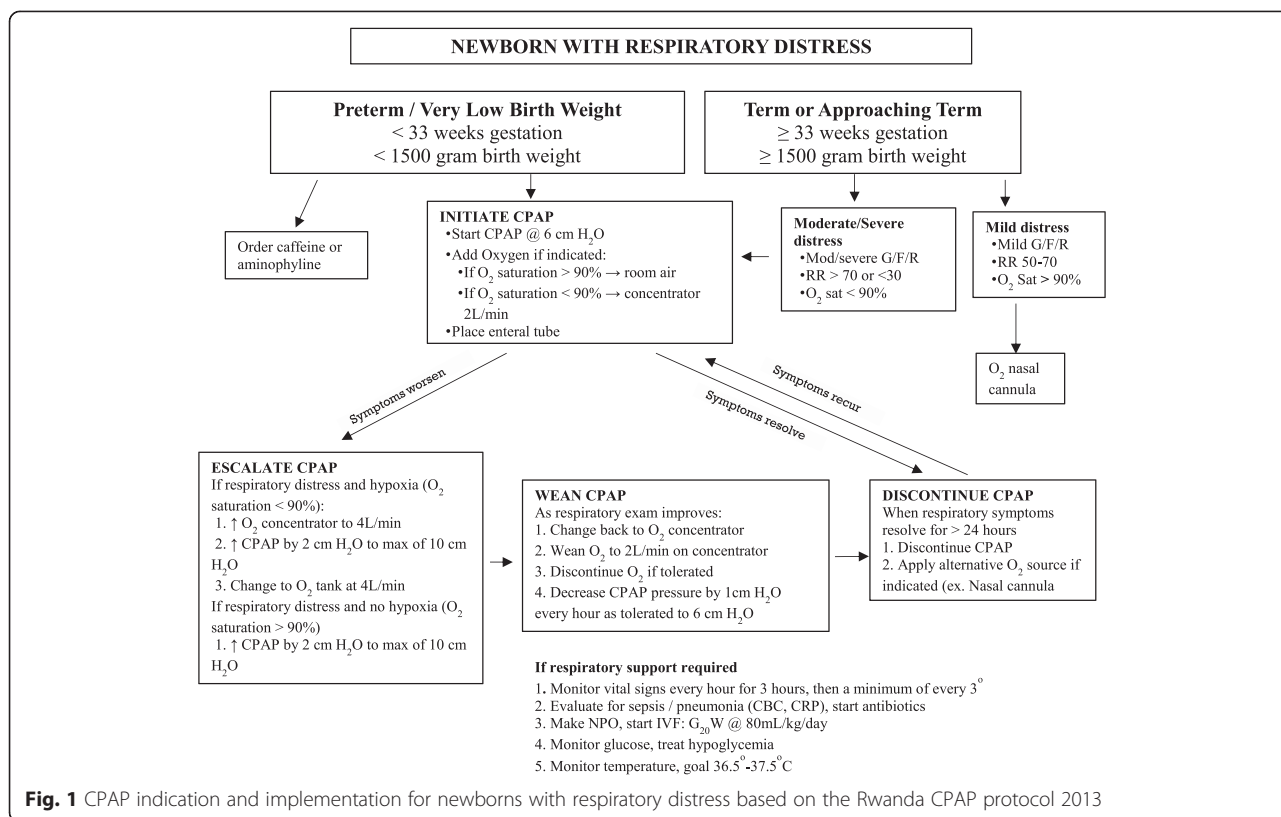 NEWBORN WITH RESPIRATORY DISTRESS
Preterm / Very Low Birth Weight
< 33 weeks gestation
< 1500 gram birth weight
Term or Approaching Term
≥ 33 weeks gestation
≥ 1500 gram birth weight
Order caffeine or
aminophyline
INITIATE CPAP
•Start CPAP @ 6 cm H₂O
•Add Oxygen if indicated:
•If O₂ saturation > 90% → room air
•If O₂ saturation < 90% → concentrator
2L/min
•Place enteral tube
Moderate/Severe
distress
•Mod/severe G/F/R
•RR > 70 or <30
•O₂ sat < 90%
Mild distress
•Mild G/F/R
•RR 50-70
•O₂ Sat > 90%
O₂ nasal
cannula
Symptoms worsen
Symptoms recur
Symptoms resolve
ESCALATE CPAP
If respiratory distress and hypoxia (O₂
saturation < 90%):
1. ↑ O₂ concentrator to 4L/min
2. ↑ CPAP by 2 cm H₂O to max of 10 cm
H₂O
3. Change to O₂ tank at 4L/min
If respiratory distress and no hypoxia (O₂
saturation > 90%)
1. ↑ CPAP by 2 cm H₂O to max of 10 cm
H₂O
WEAN CPAP
As respiratory exam improves:
1. Change back to O₂ concentrator
2. Wean O₂ to 2L/min on concentrator
3. Discontinue O₂ if tolerated
4. Decrease CPAP pressure by 1cm H₂O
every hour as tolerated to 6 cm H₂O
DISCONTINUE CPAP
When respiratory symptoms
resolve for > 24 hours
1. Discontinue CPAP
2. Apply alternative O₂ source if
indicated (ex. Nasal cannula
If respiratory support required
1. Monitor vital signs every hour for 3 hours, then a minimum of every 3°
2. Evaluate for sepsis / pneumonia (CBC, CRP), start antibiotics
3. Make NPO, start IVF: G₂₀W @ 80mL/kg/day
4. Monitor glucose, treat hypoglycemia
5. Monitor temperature, goal 36.5°-37.5°C
Fig. 1 CPAP indication and implementation for newborns with respiratory distress based on the Rwanda CPAP protocol 2013